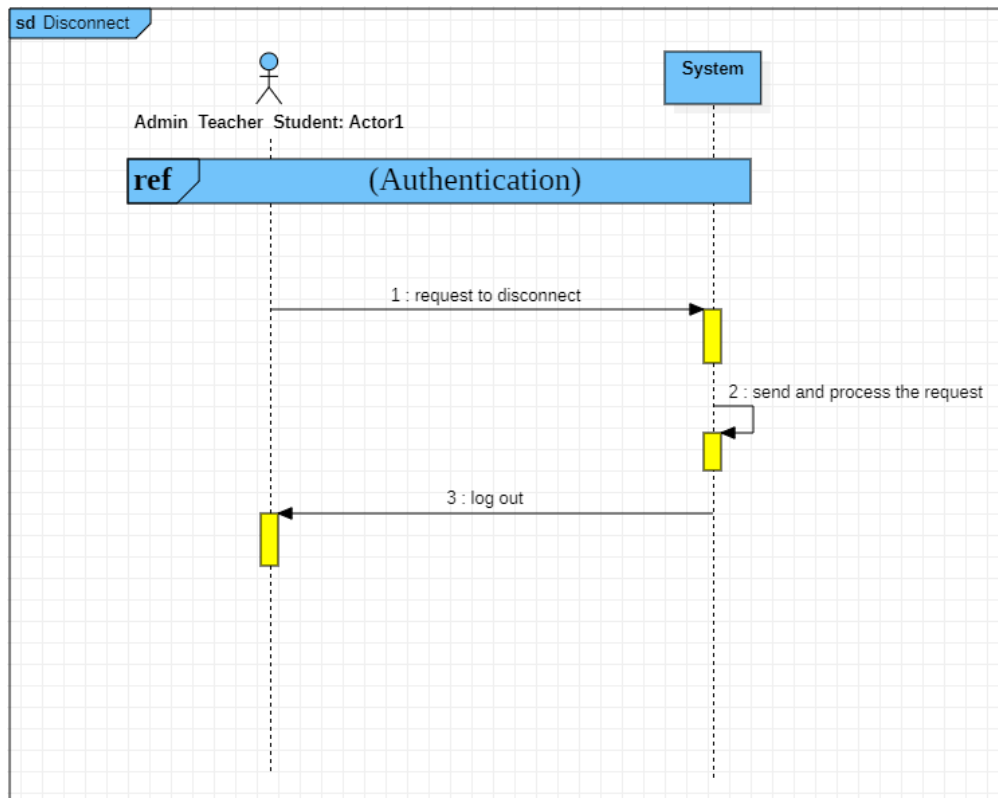 sd Disconnect
System
Admin Teacher Student: Actor1
ref (Authentication)
1 : request to disconnect
2 : send and process the request
3 : log out